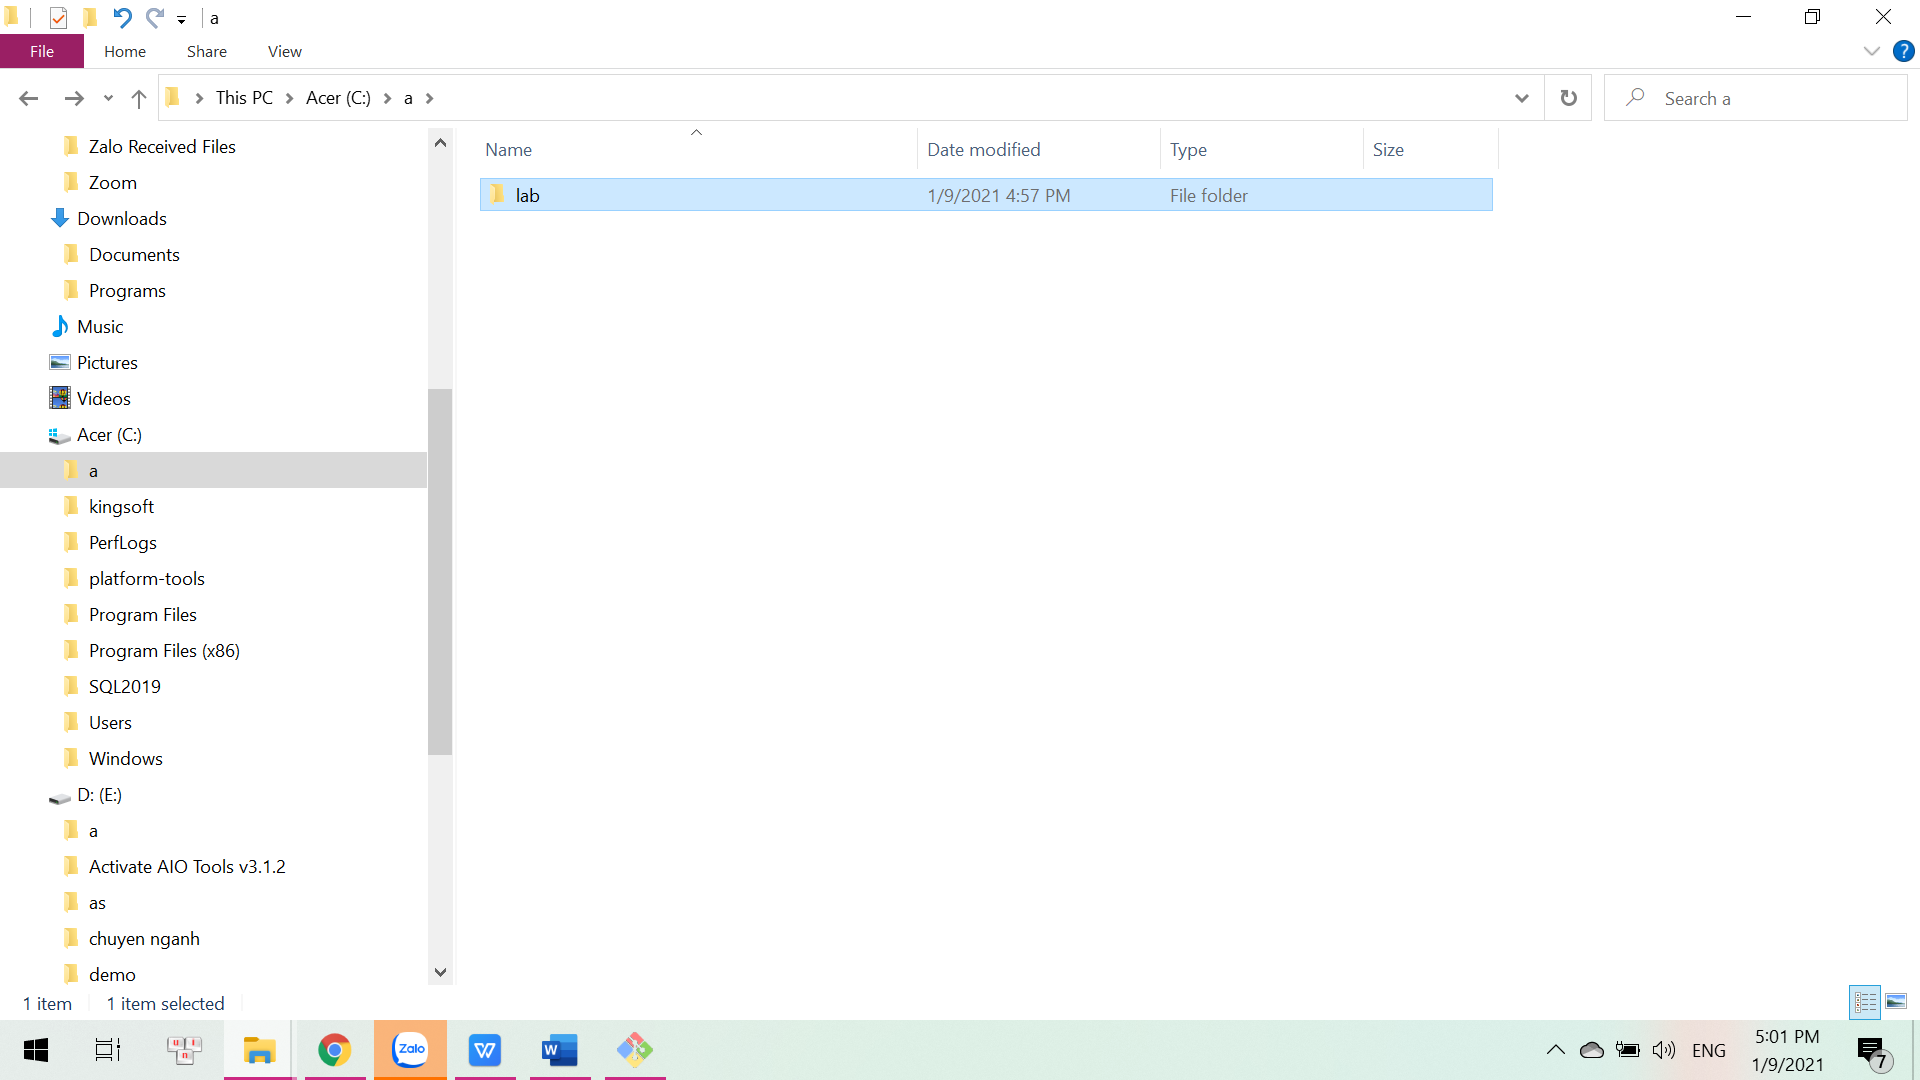 a
File Home Share View
This PC Acer (C:) a
Search a
Name Date modified Type Size
lab 1/9/2021 4:57 PM File folder
Zalo Received Files
Zoom
Downloads
Documents
Programs
Music
Pictures
Videos
Acer (C:)
a
kingsoft
PerfLogs
platform-tools
Program Files
Program Files (x86)
SQL2019
Users
Windows
D: (E:)
a
Activate AIO Tools v3.1.2
as
chuyen nganh
demo
1 item 1 item selected
u i n
Zalo
W
W
ENG
5:01 PM
1/9/2021
7